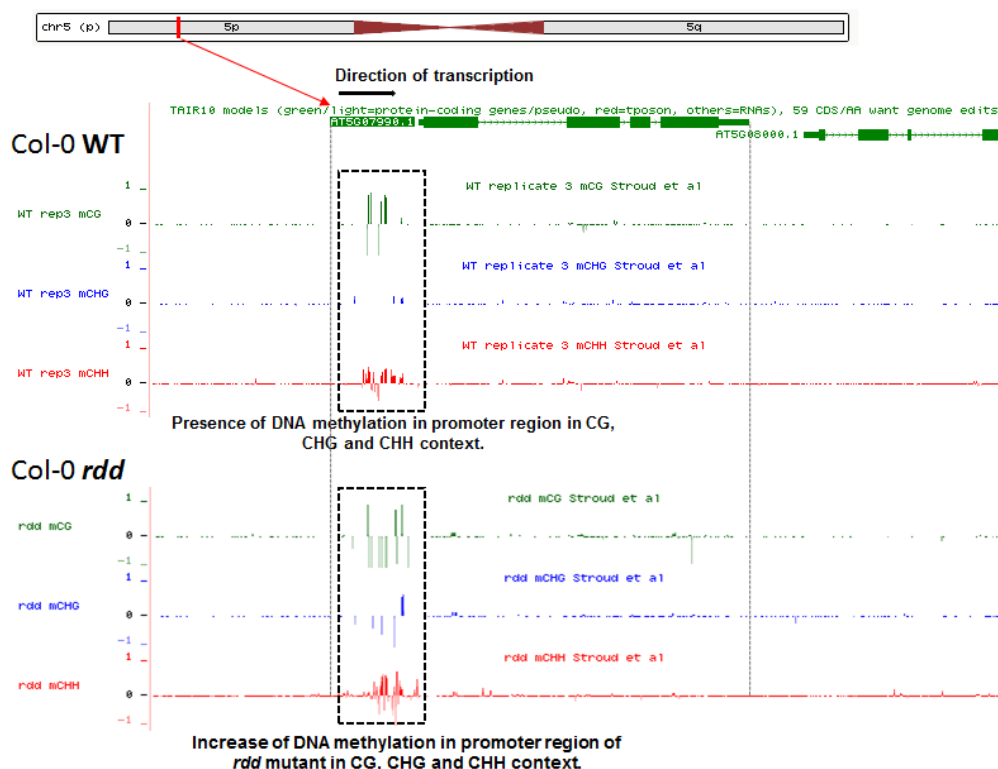 chr5 (p)
5p
5q
Direction of transcription
TAIR10 models (green/light=protein-coding genes/pseudo, red=tposon, others=RNAs), 59 CDS/AA want genome edits
AT5G07990.1
AT5G08000.1
Col-0 WT
1
WT replicate 3 mCG Stroud et al
WT rep3 mCG
0
-1
1
WT replicate 3 mCHG Stroud et al
WT rep3 mCHG
0
-1
1
WT replicate 3 mCHH Stroud et al
WT rep3 mCHH
0
-1
Presence of DNA methylation in promoter region in CG,
CHG and CHH context.
Col-0 rdd
1
rdd mCG Stroud et al
rdd mCG
0
-1
1
rdd mCHG Stroud et al
rdd mCHG
0
-1
1
rdd mCHH Stroud et al
rdd mCHH
0
-1
Increase of DNA methylation in promoter region of
rdd mutant in CG, CHG and CHH context.